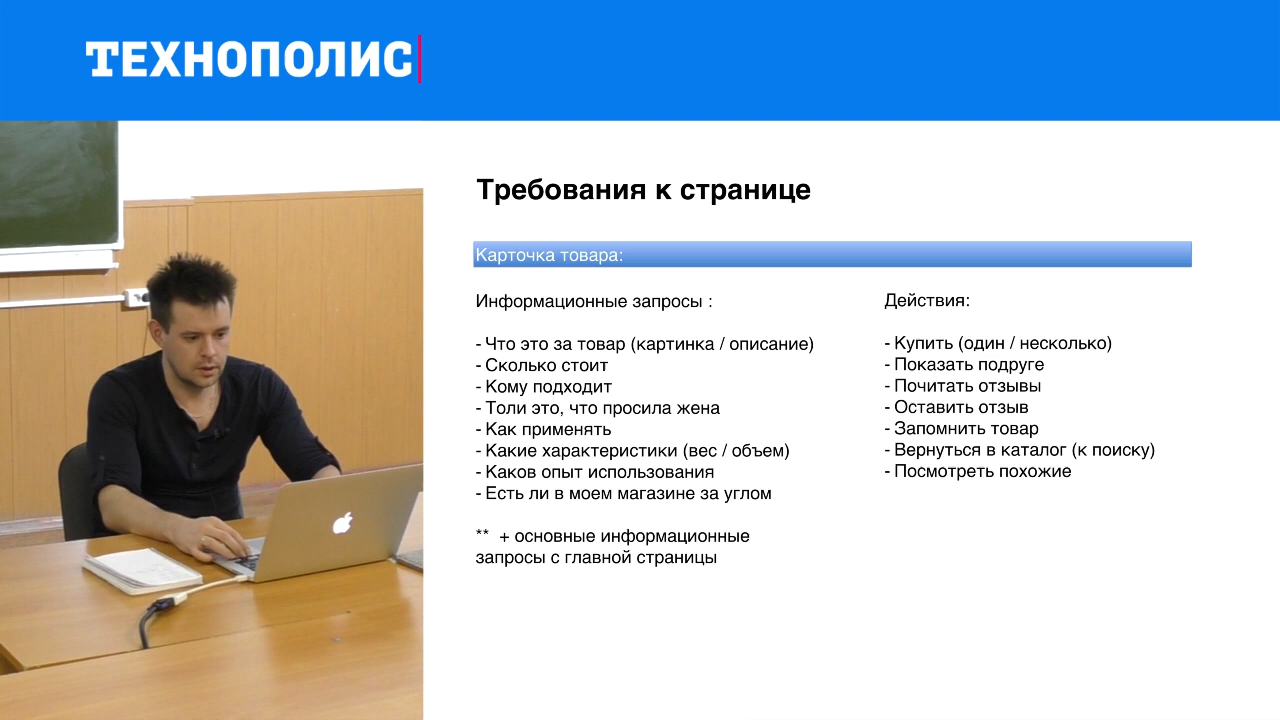 ТЕХНОПОЛИС
Требования к странице
Карточка товара:
Информационные запросы :
- Что это за товар (картинка / описание)
- Сколько стоит
- Кому подходит
- Толи это, что просила жена
- Как применять
- Какие характеристики (вес / объем)
- Каков опыт использования
- Есть ли в моем магазине за углом
** + основные информационные
запросы с главной страницы
Действия:
- Купить (один / несколько)
- Показать подруге
- Почитать отзывы
- Оставить отзыв
- Запомнить товар
- Вернуться в каталог (к поиску)
- Посмотреть похожие